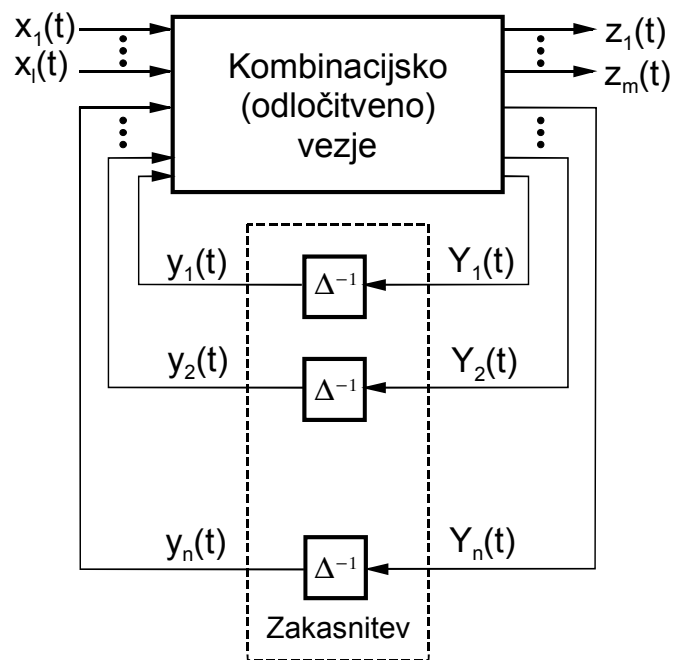 x₁(t)
xₗ(t)
Kombinacijsko
(odločitveno)
vezje
z₁(t)
zₘ(t)
y₁(t)
Δ⁻¹
Y₁(t)
y₂(t)
Δ⁻¹
Y₂(t)
yₙ(t)
Δ⁻¹
Yₙ(t)
Zakasnitev